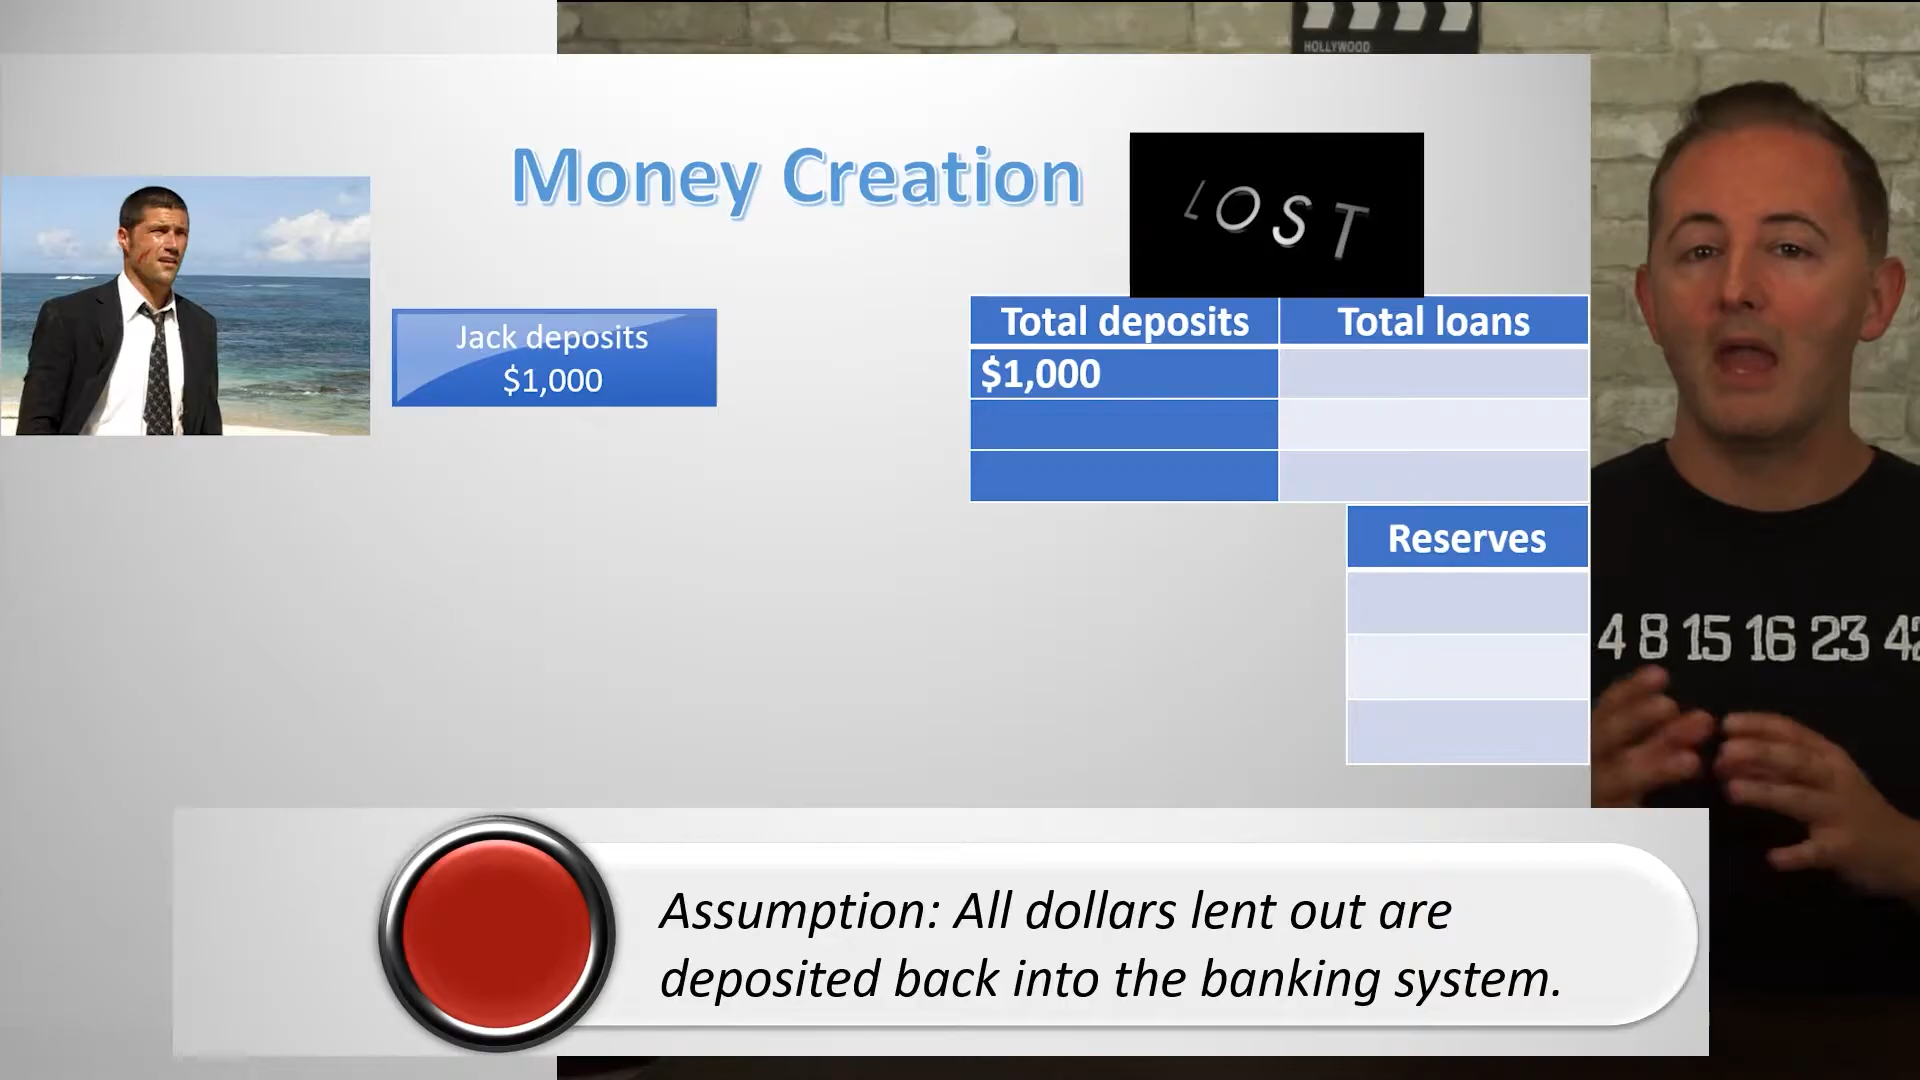 HOLLYWOOD
Money Creation
LOST
Jack deposits
$1,000
Total deposits
Total loans
$1,000
Reserves
4 8 15 16 23 42
Assumption: All dollars lent out are
deposited back into the banking system.